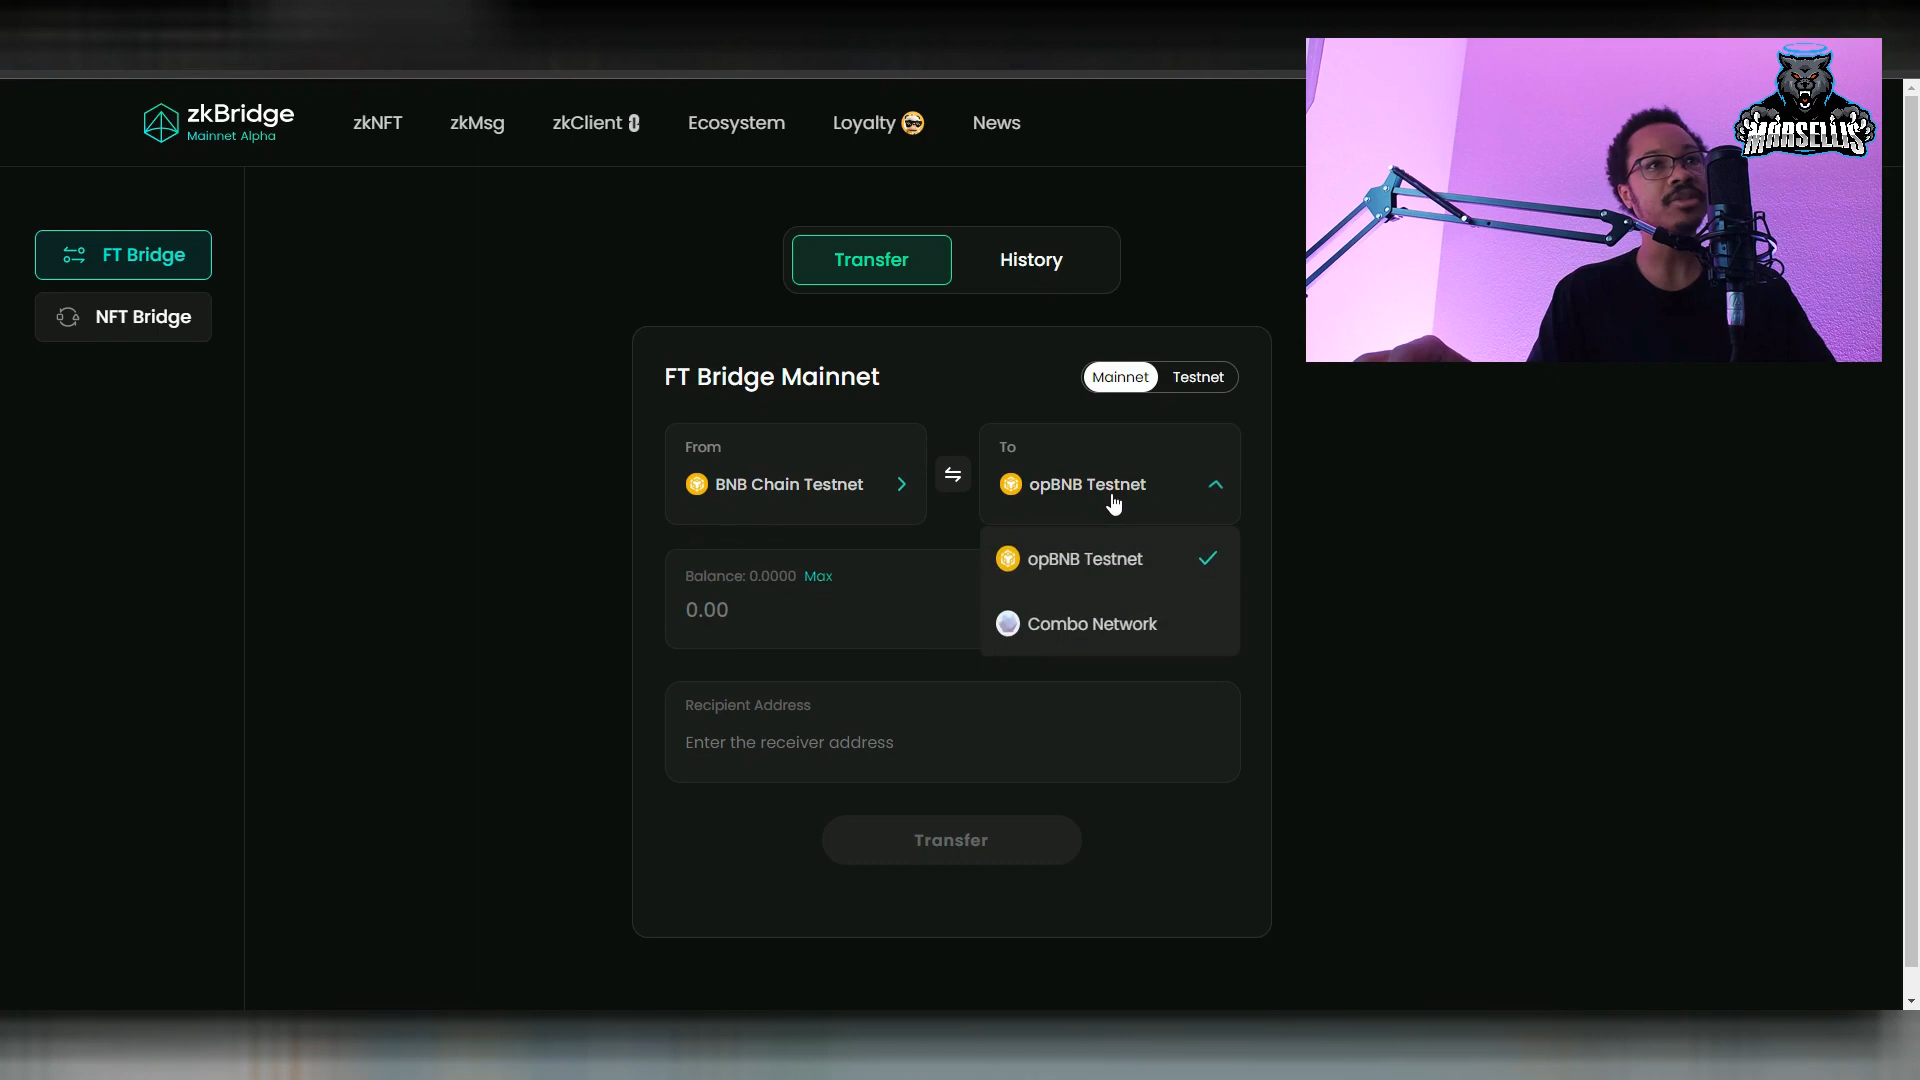 zkBridge
Mainnet Alpha
zkNFT
zkMsg
zkClient
Ecosystem
Loyalty
News
MARSELLIS
FT Bridge
NFT Bridge
Transfer
History
FT Bridge Mainnet
Mainnet
Testnet
From
BNB Chain Testnet
To
opBNB Testnet
opBNB Testnet
Combo Network
Balance: 0.0000 Max
0.00
Recipient Address
Enter the receiver address
Transfer